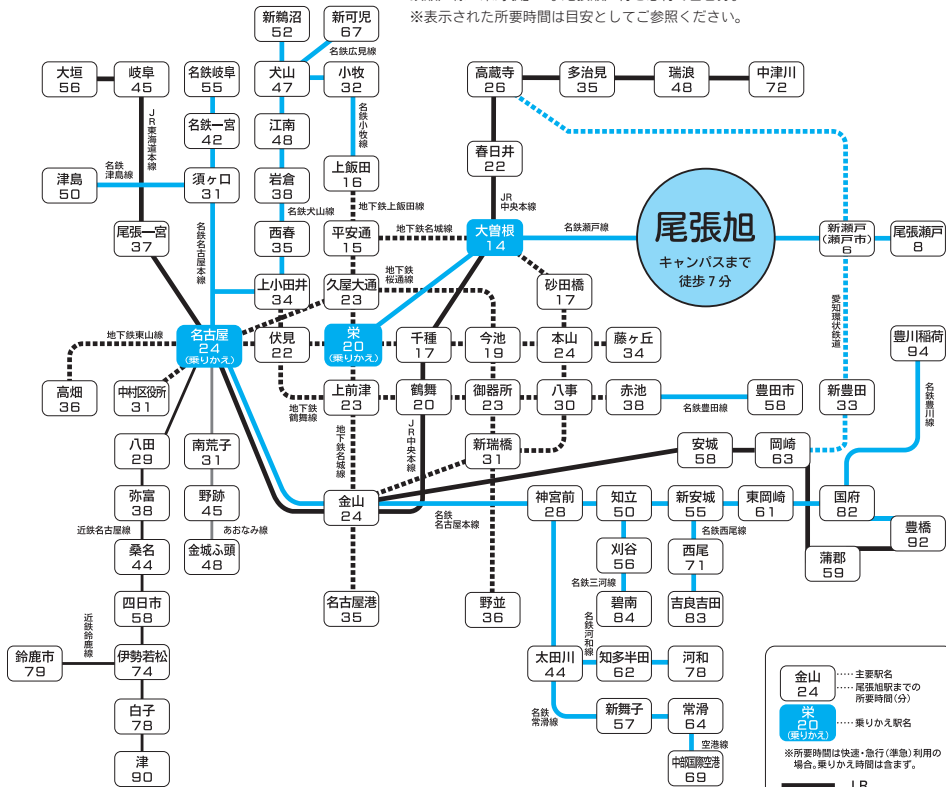 ※表示された所要時間は目安としてご参照ください。
新鵜沼
52
新可児
67
名鉄広見線
大垣
56
岐阜
45
名鉄岐阜
55
犬山
47
小牧
32
高蔵寺
26
多治見
35
瑞浪
48
中津川
72
JR東海道本線
名鉄一宮
42
江南
48
名鉄小牧線
春日井
22
JR
中央本線
津島
50
名鉄
津島線
須ヶ口
31
岩倉
38
上飯田
16
地下鉄上飯田線
名鉄犬山線
尾張一宮
37
名鉄名古屋本線
西春
35
平安通
15
地下鉄名城線
大曽根
14
名鉄瀬戸線
尾張旭
キャンパスまで
徒歩7分
新瀬戸
(瀬戸市)
6
尾張瀬戸
8
上小田井
34
久屋大通
23
地下鉄
桜通線
砂田橋
17
愛知環状鉄道
地下鉄東山線
名古屋
24
(乗りかえ)
伏見
22
栄
20
(乗りかえ)
千種
17
今池
19
本山
24
藤ヶ丘
34
豊川稲荷
94
名鉄豊川線
高畑
36
中村区役所
31
地下鉄
鶴舞線
上前津
23
鶴舞
20
御器所
23
八事
30
赤池
38
名鉄豊田線
豊田市
58
新豊田
33
八田
29
南荒子
31
地下鉄名城線
JR中央本線
新瑞橋
31
安城
58
岡崎
63
弥富
38
野跡
45
金山
24
名鉄
名古屋本線
神宮前
28
知立
50
新安城
55
東岡崎
61
国府
82
豊橋
92
近鉄名古屋線
あおなみ線
名鉄西尾線
桑名
44
金城ふ頭
48
刈谷
56
西尾
71
蒲郡
59
名鉄三河線
四日市
58
名古屋港
35
野並
36
碧南
84
吉良吉田
83
近鉄鈴鹿線
名鉄河和線
鈴鹿市
79
伊勢若松
74
太田川
44
知多半田
62
河和
78
白子
78
名鉄
常滑線
新舞子
57
常滑
64
空港線
津
90
中部国際空港
69
金山
24
主要駅名
尾張旭駅までの
所要時間(分)
栄
20
(乗りかえ)
乗りかえ駅名
※所要時間は快速・急行(準急)利用の
場合。乗りかえ時間は含まず。
JR